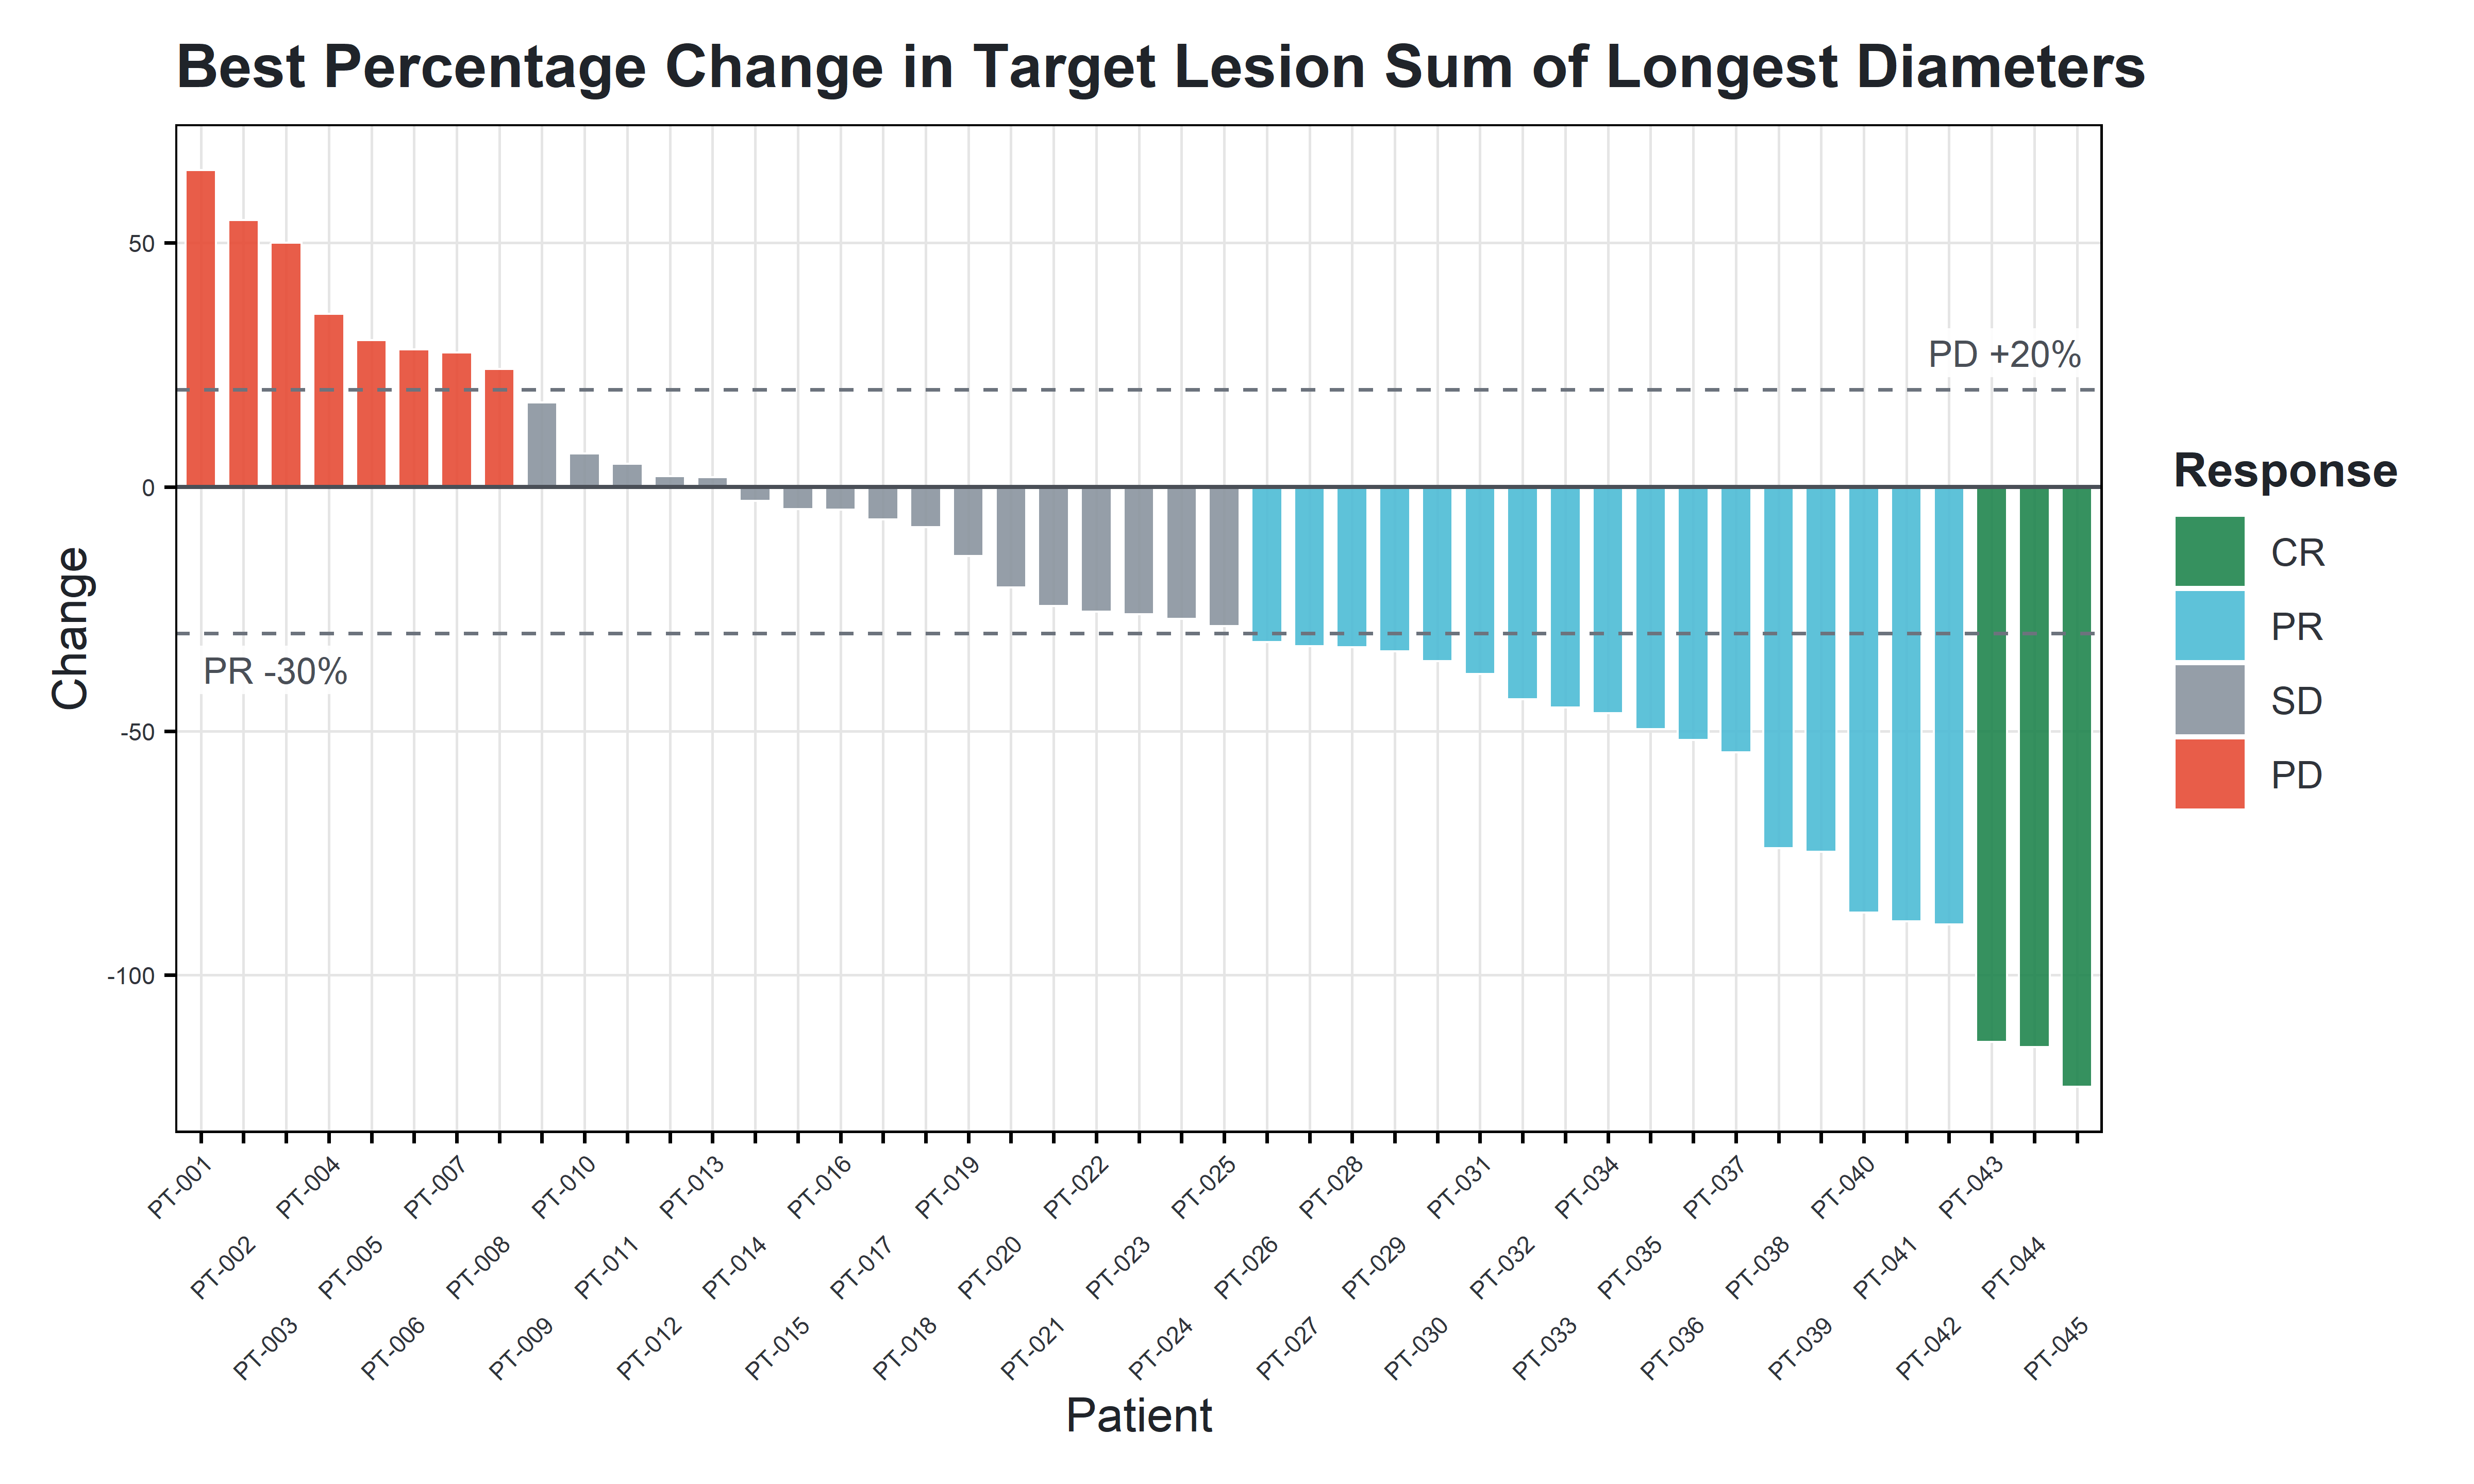 Best Percentage Change in Target Lesion Sum of Longest Diameters
50
0
-50
-100
Change
PD +20%
PR -30%
Response
CR
PR
SD
PD
PT-001
PT-002
PT-003
PT-004
PT-005
PT-006
PT-007
PT-008
PT-009
PT-010
PT-011
PT-012
PT-013
PT-014
PT-015
PT-016
PT-017
PT-018
PT-019
PT-020
PT-021
PT-022
PT-023
PT-024
PT-025
PT-026
PT-027
PT-028
PT-029
PT-030
PT-031
PT-032
PT-033
PT-034
PT-035
PT-036
PT-037
PT-038
PT-039
PT-040
PT-041
PT-042
PT-043
PT-044
PT-045
Patient